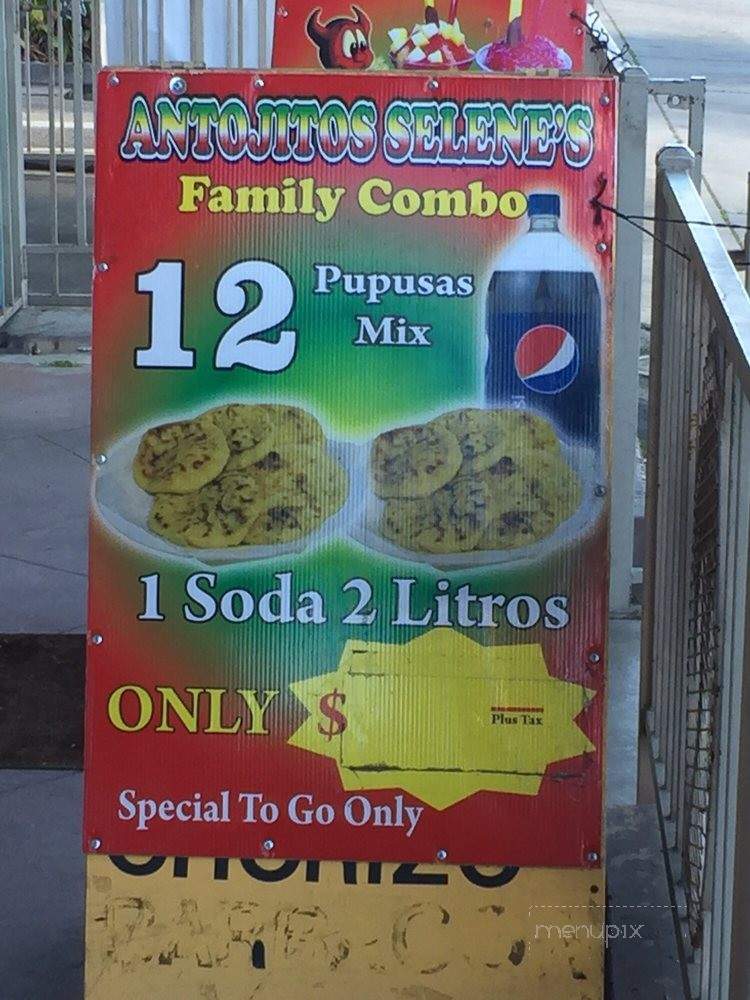 ANTOJITOS SELENE'S
Family Combo
12
Pupusas
Mix
1 Soda 2 Litros
ONLY $
Plus Tax
Special To Go Only
CHORIZO
menupix